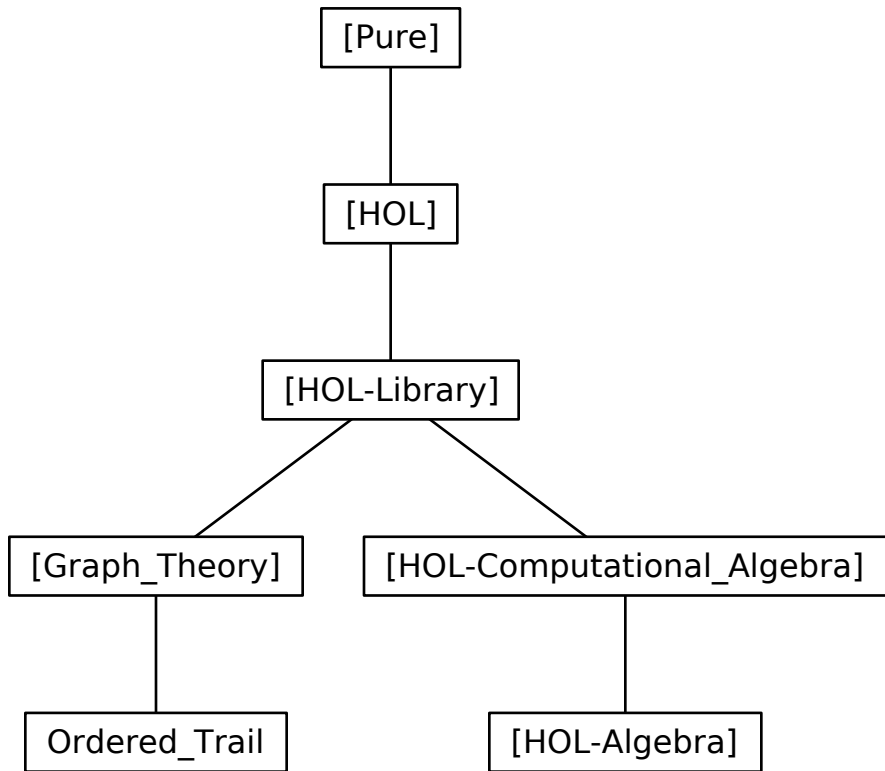 [Pure]
[HOL]
[HOL-Library]
[Graph_Theory]
[HOL-Computational_Algebra]
Ordered_Trail
[HOL-Algebra]